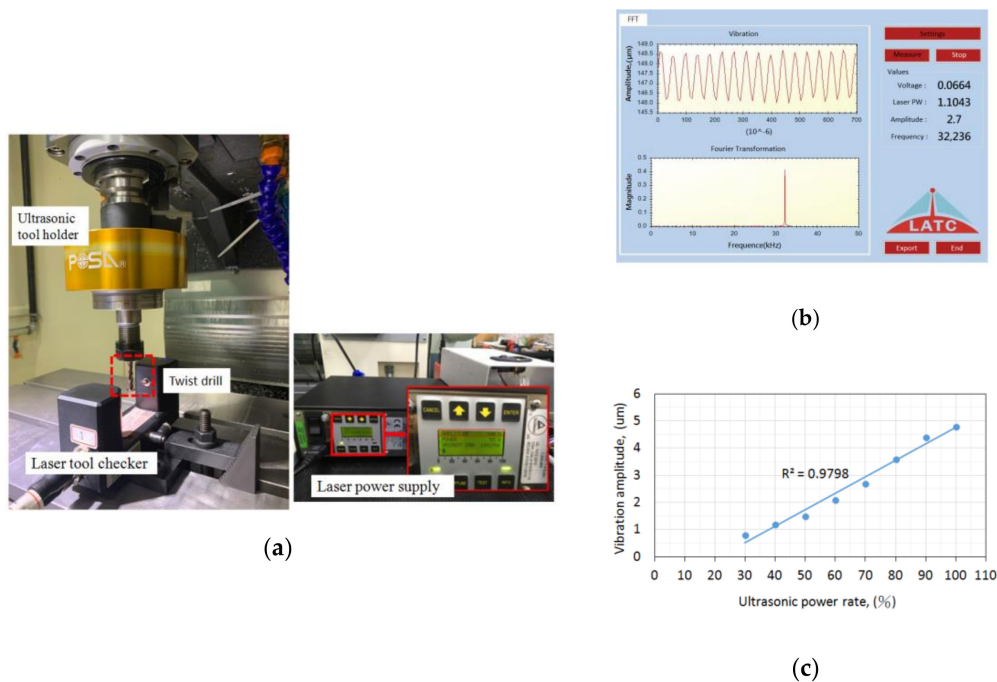 Ultrasonic
tool holder
POSA
Twist drill
Laser tool checker
1
CANCEL
ENTER
TEST
INFO
Laser power supply
(a)
FFT
Vibration
Amplitude,(μm)
149.0
148.5
148.0
147.5
147.0
146.5
146.0
145.5
0 100 200 300 400 500 600 700
(10^-6)
Fourier Transformation
Magnitude
0.5
0.4
0.3
0.2
0.1
0.0
0 10 20 30 40 50
Frequence(kHz)
Settings
Measure Stop
Values
Voltage : 0.0664
Laser PW : 1.1043
Amplitude : 2.7
Frequency : 32,236
LATC
Export End
(b)
Vibration amplitude, (um)
6
5
4
3
2
1
0
R² = 0.9798
0 10 20 30 40 50 60 70 80 90 100 110
Ultrasonic power rate, (%)
(c)